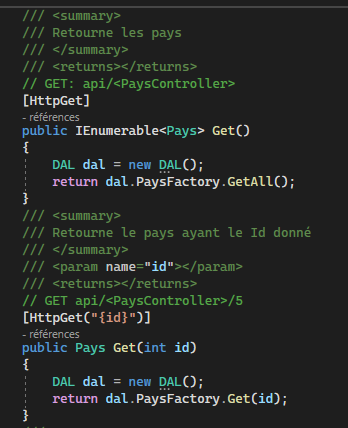 /// <summary>
/// Retourne les pays
/// </summary>
/// <returns></returns>
// GET: api/<PaysController>
[HttpGet]
- références
public IEnumerable<Pays> Get()
{
DAL dal = new DAL();
return dal.PaysFactory.GetAll();
}
/// <summary>
/// Retourne le pays ayant le Id donné
/// </summary>
/// <param name="id"></param>
/// <returns></returns>
// GET api/<PaysController>/5
[HttpGet("{id}")]
- références
public Pays Get(int id)
{
DAL dal = new DAL();
return dal.PaysFactory.Get(id);
}